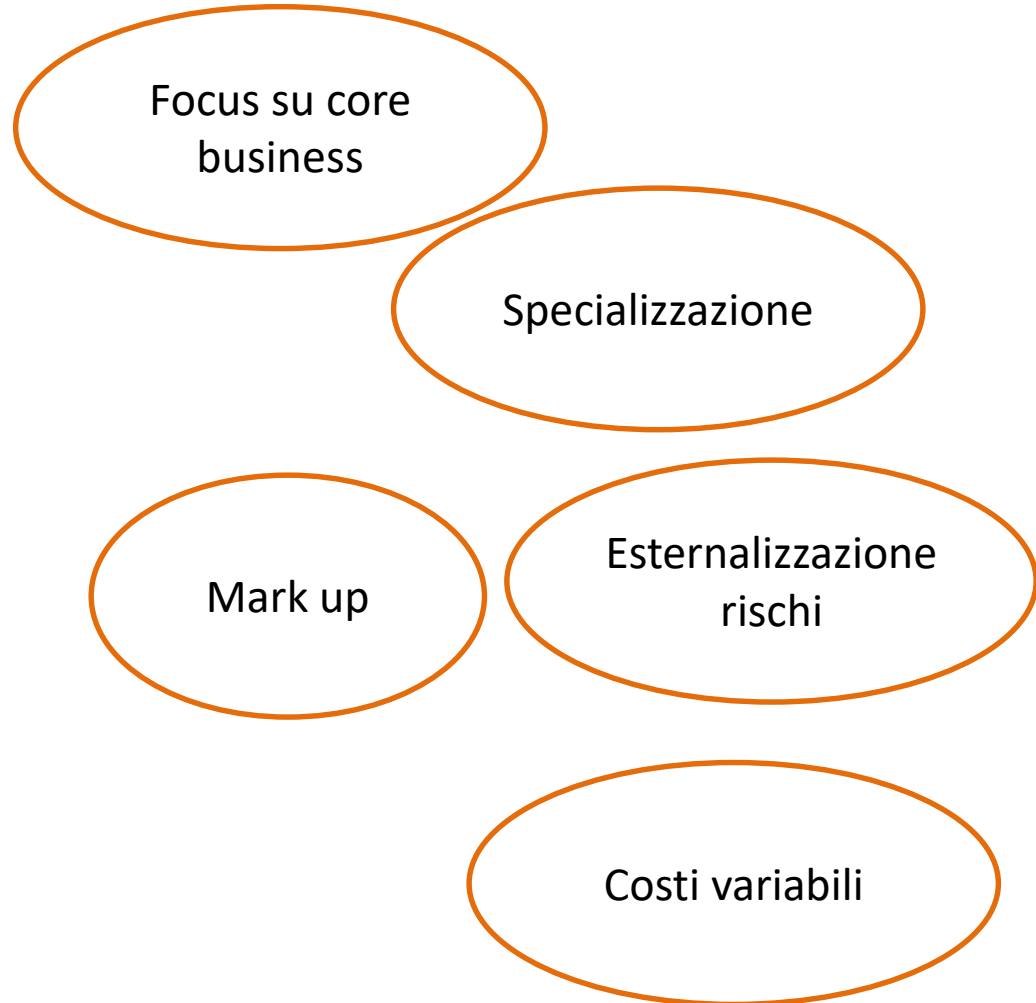 Focus su core
business
Specializzazione
Mark up
Esternalizzazione
rischi
Costi variabili